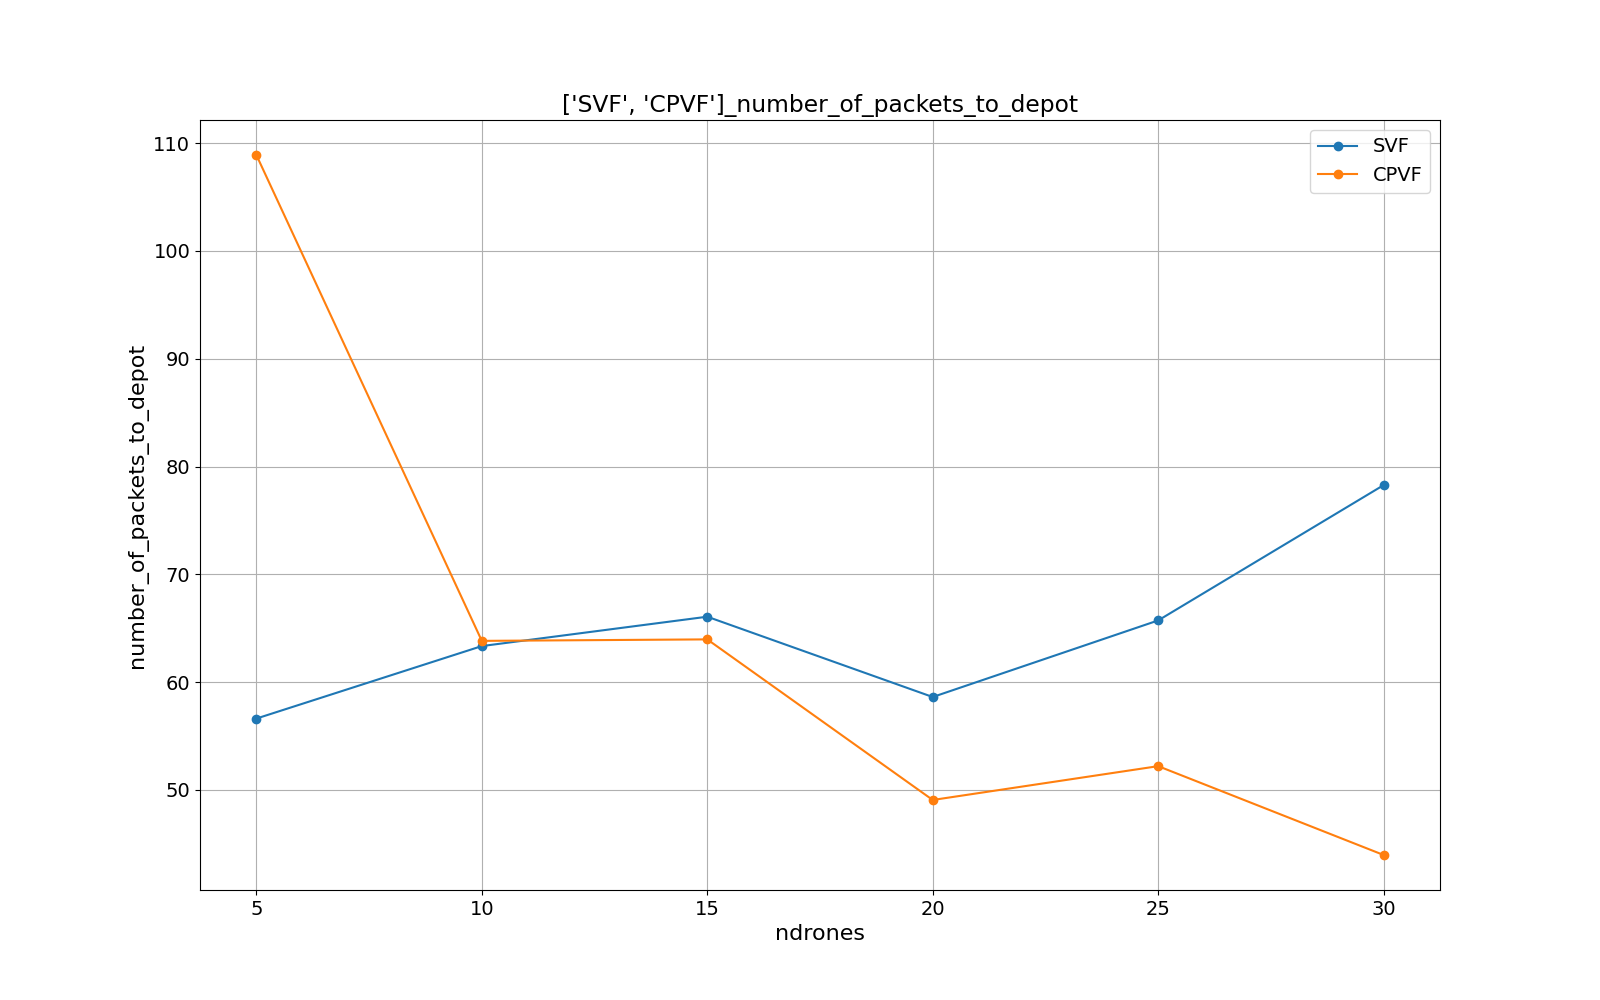 ['SVF', 'CPVF']_number_of_packets_to_depot
SVF
CPVF
number_of_packets_to_depot
110
100
90
80
70
60
50
5 10 15 20 25 30
ndrones